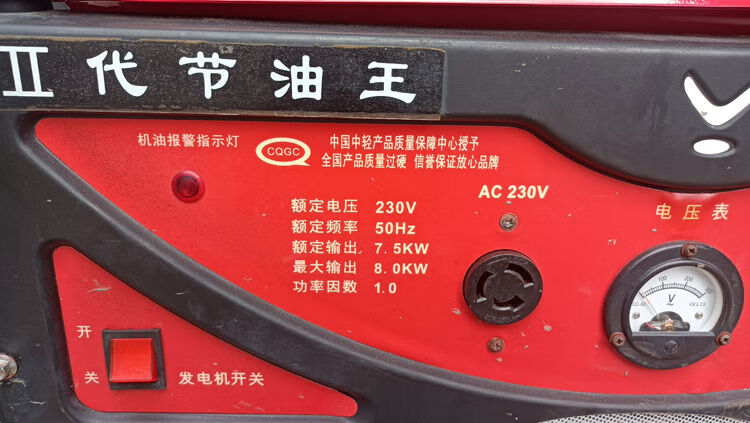 II代节油王
机油报警指示灯
CQGC
中国中轻产品质量保障中心授予
全国产品质量过硬 信誉保证放心品牌
AC 230V
额定电压 230V
额定频率 50Hz
额定输出 7.5KW
最大输出 8.0KW
功率因数 1.0
电压表
100 200 300
V
开
关
发电机开关